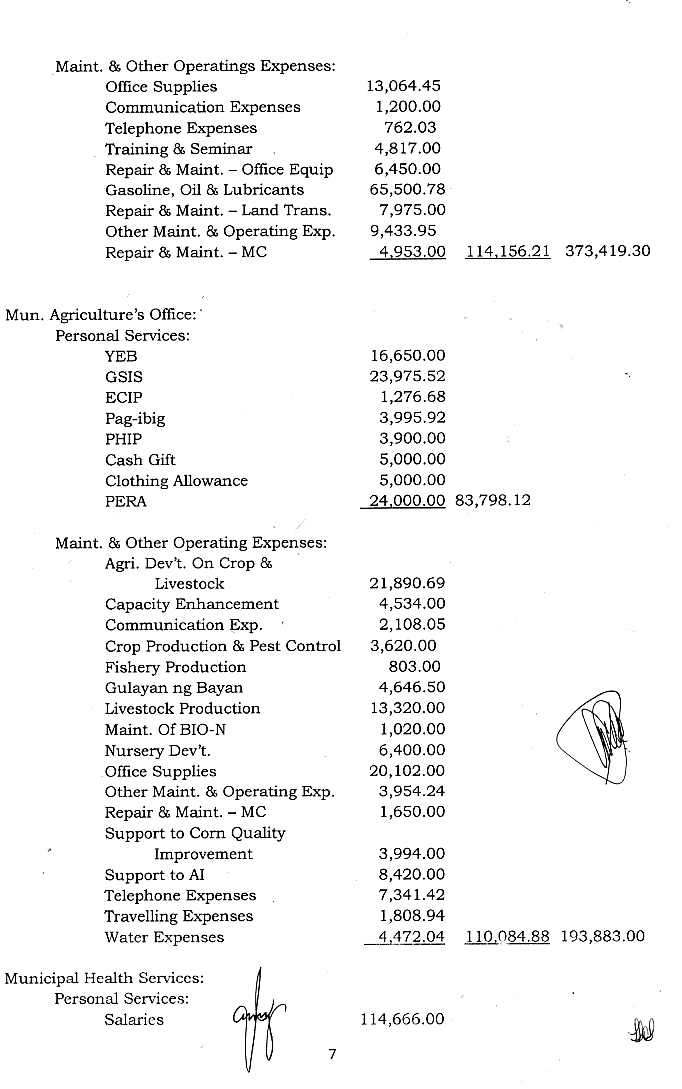 Maint. & Other Operatings Expenses:
Office Supplies 13,064.45
Communication Expenses 1,200.00
Telephone Expenses 762.03
Training & Seminar 4,817.00
Repair & Maint. – Office Equip 6,450.00
Gasoline, Oil & Lubricants 65,500.78
Repair & Maint. – Land Trans. 7,975.00
Other Maint. & Operating Exp. 9,433.95
Repair & Maint. – MC 4,953.00 114,156.21 373,419.30
Mun. Agriculture's Office:
Personal Services:
YEB 16,650.00
GSIS 23,975.52
ECIP 1,276.68
Pag-ibig 3,995.92
PHIP 3,900.00
Cash Gift 5,000.00
Clothing Allowance 5,000.00
PERA 24,000.00 83,798.12
Maint. & Other Operating Expenses:
Agri. Dev't. On Crop &
Livestock 21,890.69
Capacity Enhancement 4,534.00
Communication Exp. 2,108.05
Crop Production & Pest Control 3,620.00
Fishery Production 803.00
Gulayan ng Bayan 4,646.50
Livestock Production 13,320.00
Maint. Of BIO-N 1,020.00
Nursery Dev't. 6,400.00
Office Supplies 20,102.00
Other Maint. & Operating Exp. 3,954.24
Repair & Maint. – MC 1,650.00
Support to Corn Quality
Improvement 3,994.00
Support to AI 8,420.00
Telephone Expenses 7,341.42
Travelling Expenses 1,808.94
Water Expenses 4,472.04 110,084.88 193,883.00
Municipal Health Services:
Personal Services:
Salaries 114,666.00
7